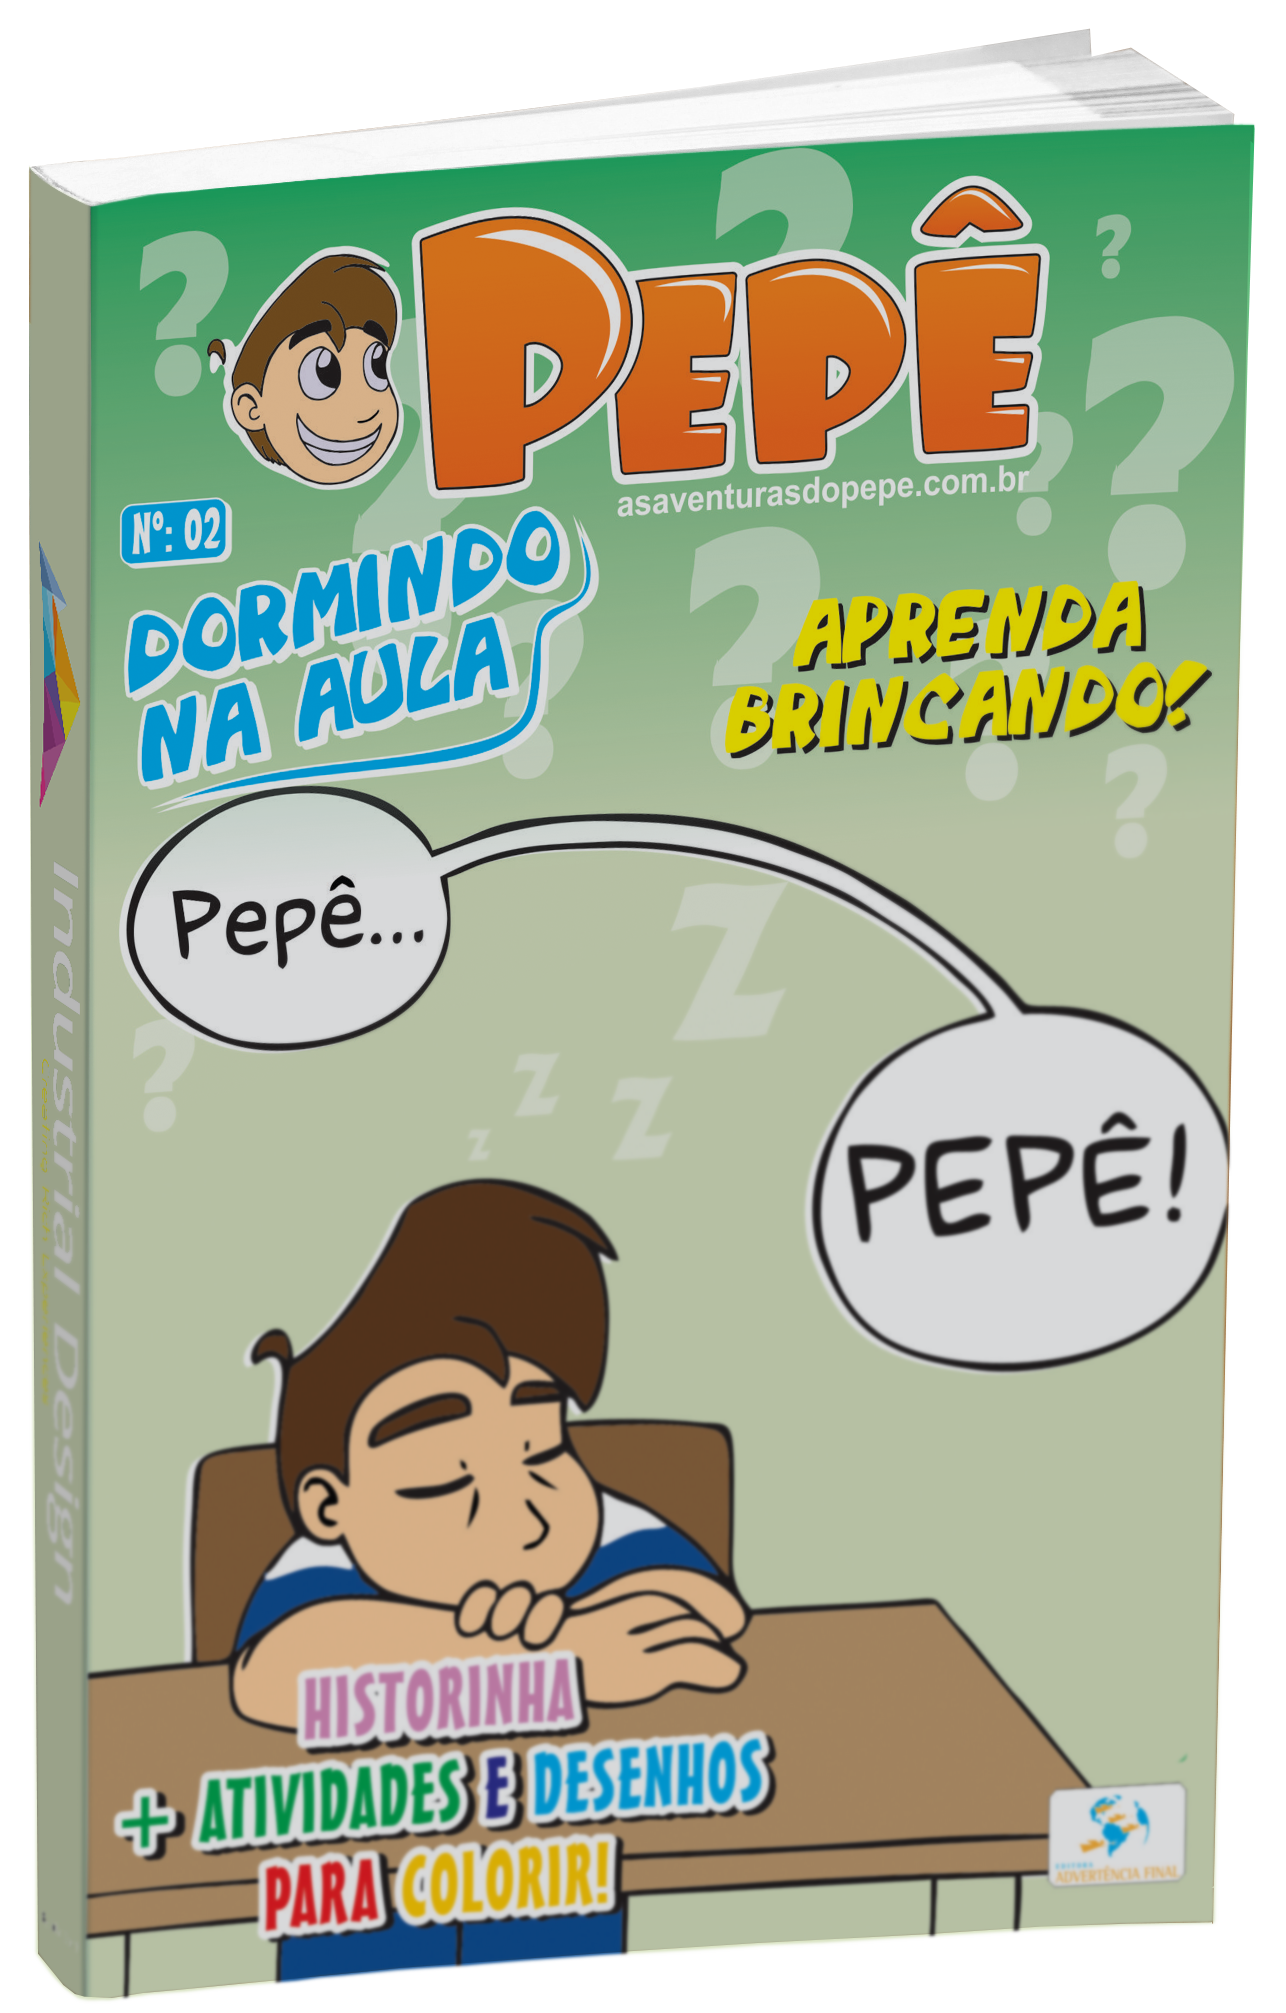 PEPÊ
asaventurasdopepe.com.br
Nº: 02
DORMINDO
NA AULA
APRENDA
BRINCANDO!
Pepê...
PEPÊ!
HISTORINHA
+ ATIVIDADES E DESENHOS
PARA COLORIR!
EDITORA
ADVERTÊNCIA FINAL
Industrial Design